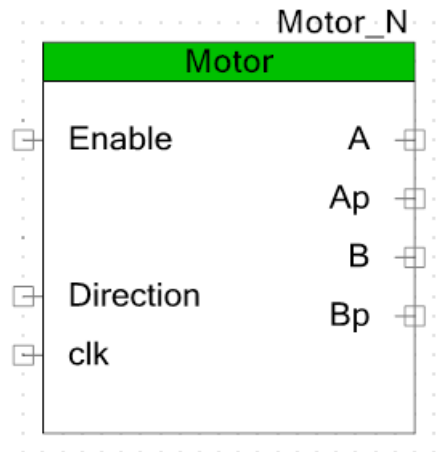 Motor_N
Motor
Enable
A
Ap
B
Direction
Bp
clk